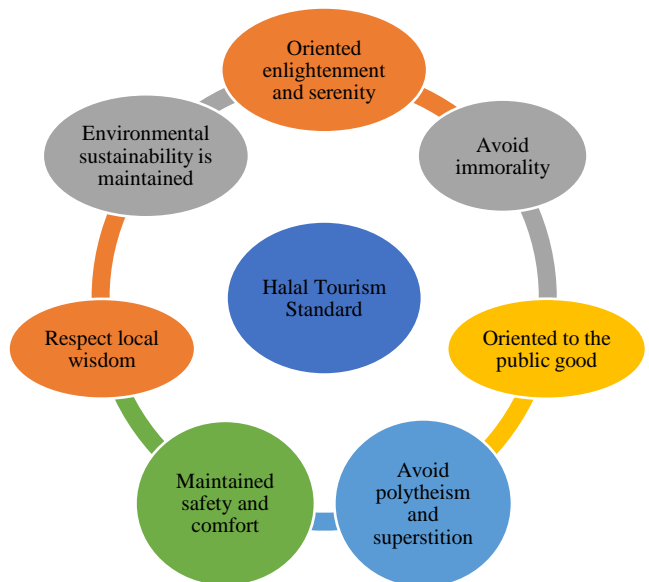 Oriented
enlightenment
and serenity
Environmental
sustainability is
maintained
Avoid
immorality
Halal Tourism
Standard
Respect local
wisdom
Oriented to the
public good
Maintained
safety and
comfort
Avoid
polytheism
and
superstition